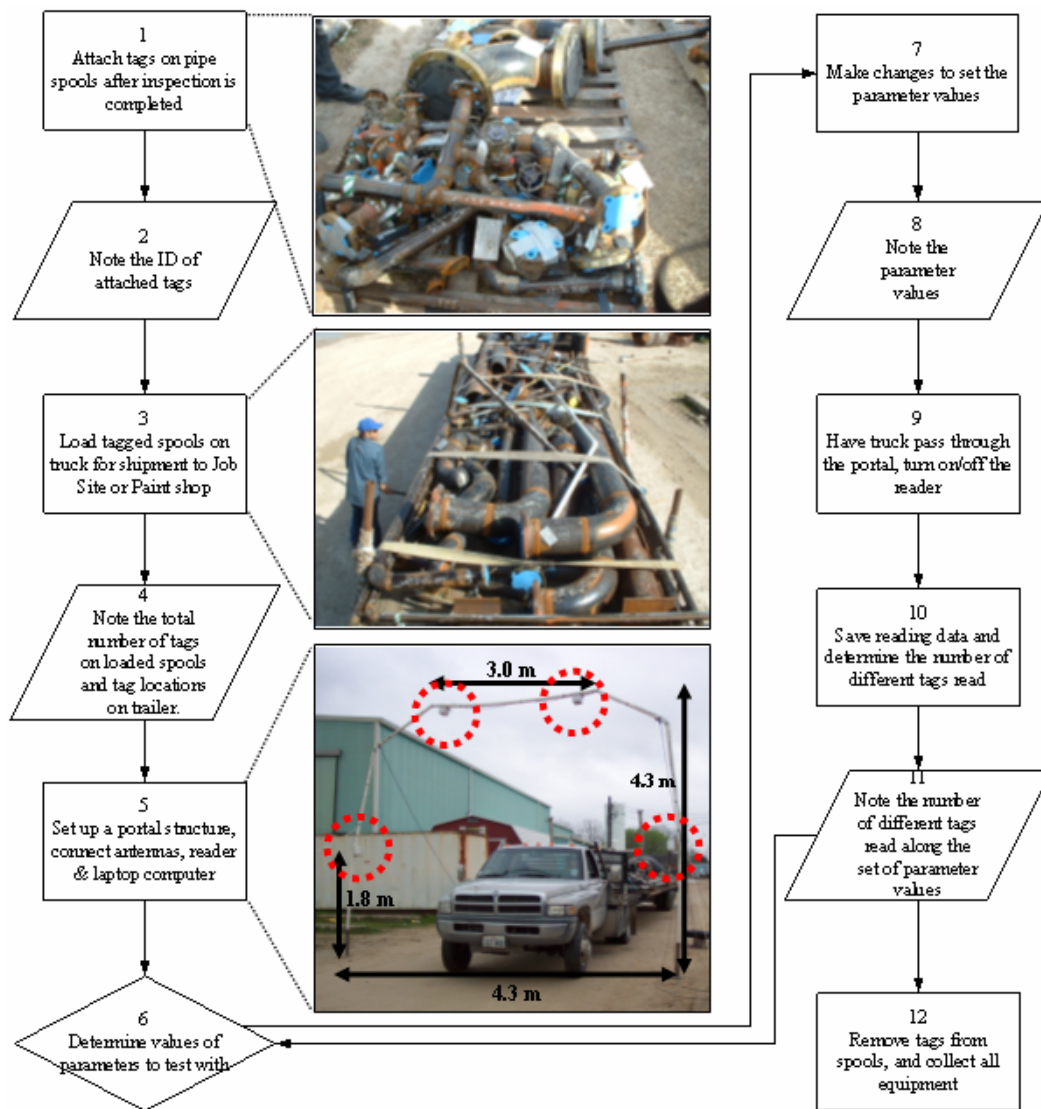 1
Attach tags on pipe
spools after inspection is
completed
2
Note the ID of
attached tags
3
Load tagged spools on
truck for shipment to Job
Site or Paint shop
4
Note the total
number of tags
on loaded spools
and tag locations
on trailer.
5
Set up a portal structure,
connect antennas, reader
& laptop computer
6
Determine values of
parameters to test with
3.0 m
4.3 m
1.8 m
4.3 m
7
Make changes to set the
parameter values
8
Note the
parameter
values
9
Have truck pass through
the portal, turn on/off the
reader
10
Save reading data and
determine the number of
different tags read
11
Note the number
of different tags
read along the
set of parameter
values
12
Remove tags from
spools, and collect all
equipment